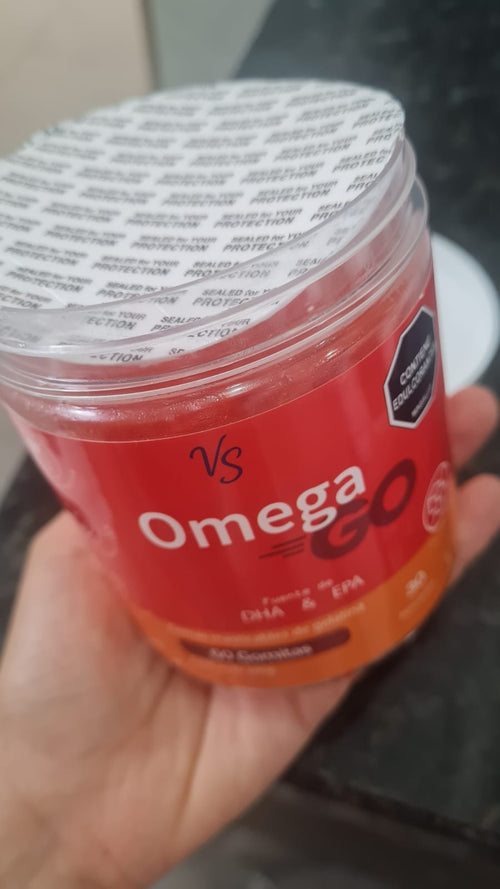 SEALED for YOUR
PROTECTION
CONTIENE
EDULCORANTES
VS
Omega
GO
Fuente de
DHA & EPA
30
60 Gomitas